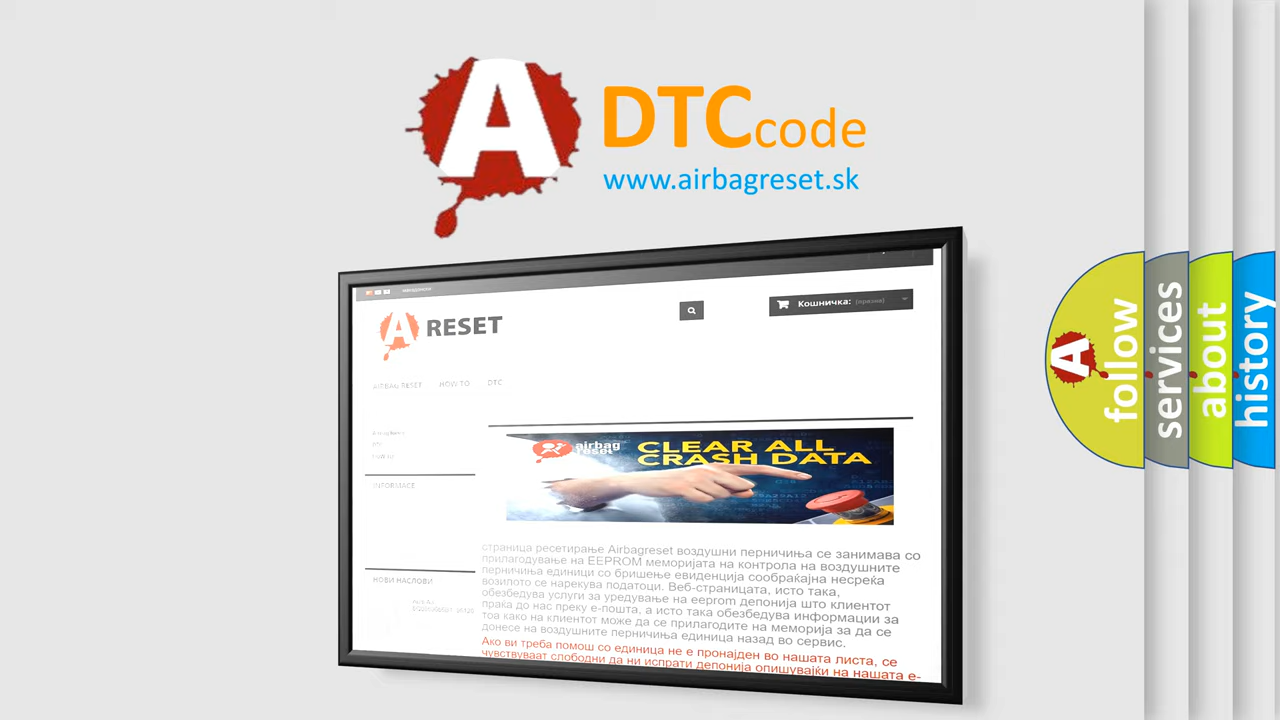 A DTCcode
www.airbagreset.sk
Кошничка: (празна)
A RESET
AIRBAG RESET HOW TO DTC
airbag
reset
CLEAR ALL
CRASH DATA
INFORMACE
страница ресетирање Airbagreset воздушни перничиња се занимава со
прилагодување на EEPROM меморијата на контрола на воздушните
перничиња единици со бришење евиденција сообраќајна несреќа
возилото се нарекува податоци. Веб-страницата, исто така,
обезбедува услуги за уредување на eeprom депонија што клиентот
праќа до нас преку е-пошта, а исто така обезбедува информации за
тоа како на клиентот може да се прилагодите на меморија за да се
донесе на воздушните перничиња единица назад во сервис.
Ако ви треба помош со единица не е пронајден во нашата листа, се
чувствуваат слободни да ни испрати депонија опишувајќи на нашата е-
НОВИ НАСЛОВИ
A follow
services
about
history